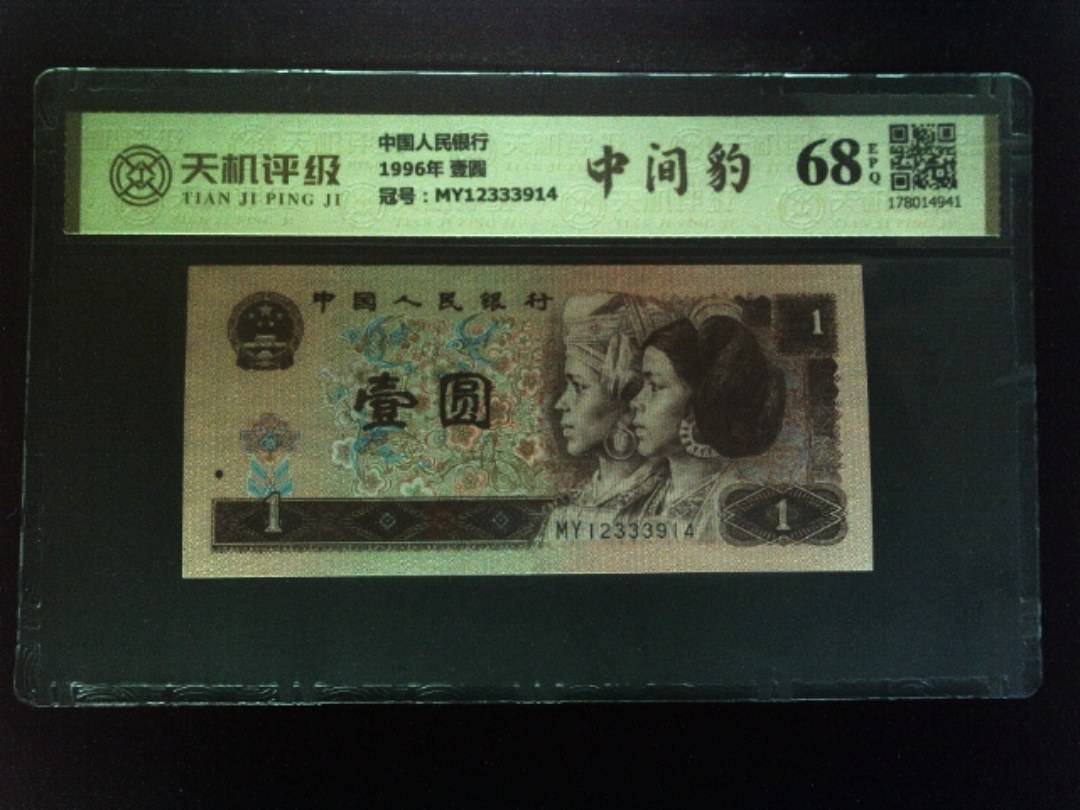 天机评级
TIAN JI PING JI
中国人民银行
1996年 壹圆
冠号：MY12333914
中间豹
68
EPQ
178014941
中国人民银行
1
壹圆
1
MY12333914
1